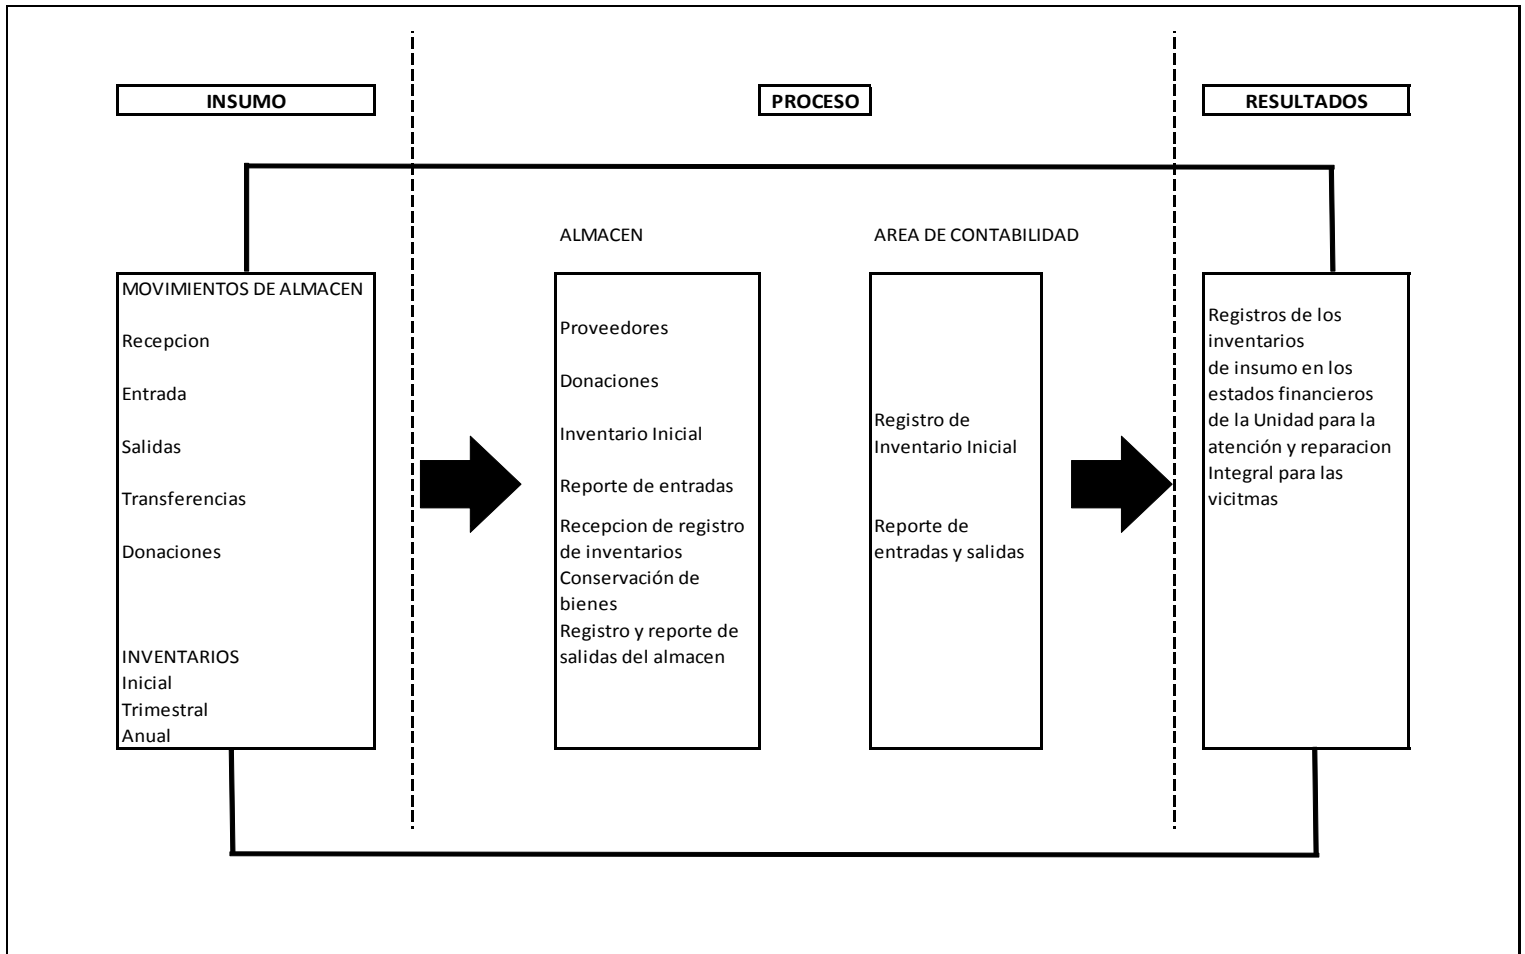 INSUMO
PROCESO
RESULTADOS
ALMACEN
AREA DE CONTABILIDAD
MOVIMIENTOS DE ALMACEN
Recepcion
Entrada
Salidas
Transferencias
Donaciones
INVENTARIOS
Inicial
Trimestral
Anual
Proveedores
Donaciones
Inventario Inicial
Reporte de entradas
Recepcion de registro
de inventarios
Conservación de
bienes
Registro y reporte de
salidas del almacen
Registro de
Inventario Inicial
Reporte de
entradas y salidas
Registros de los
inventarios
de insumo en los
estados financieros
de la Unidad para la
atención y reparacion
Integral para las
vicitmas